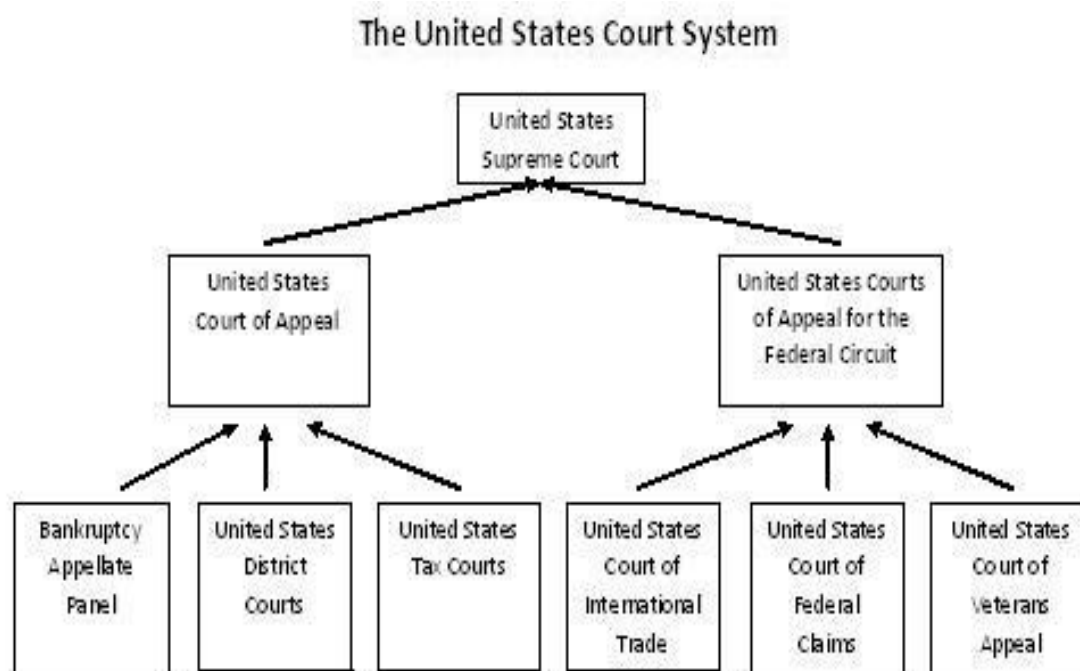 The United States Court System
United States
Supreme Court
United States
Court of Appeal
United States Courts
of Appeal for the
Federal Circuit
Bankruptcy
Appellate
Panel
United States
District
Courts
United States
Tax Courts
United States
Court of
International
Trade
United States
Court of
Federal
Claims
United States
Court of
Veterans
Appeal